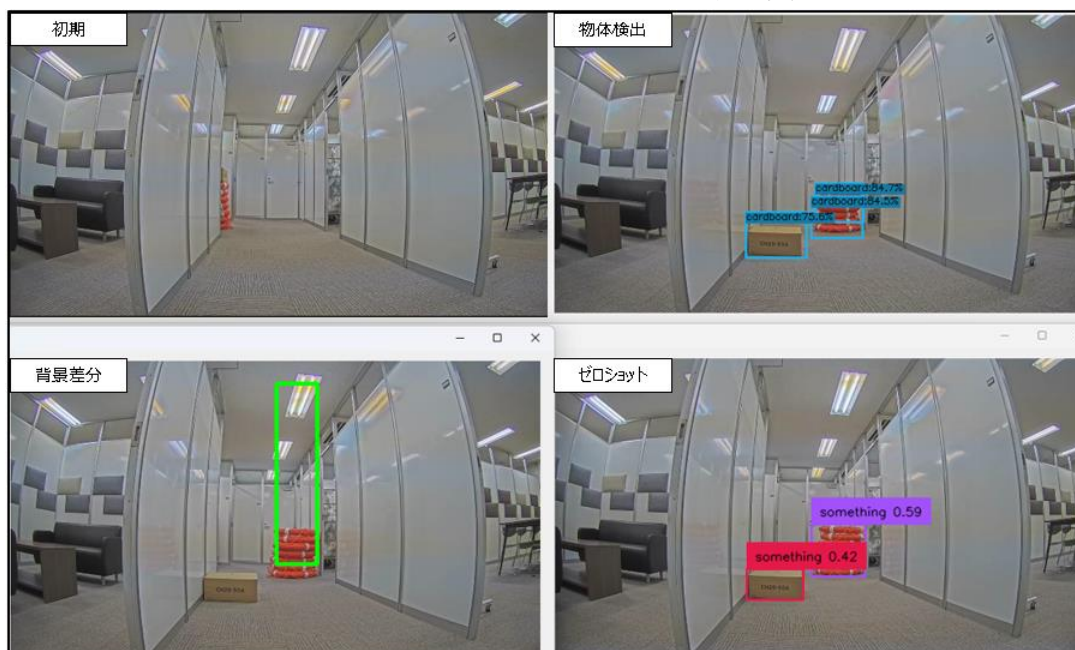 初期
物体検出
cardboard:84.7%
cardboard:84.5%
cardboard:75.6%
背景差分
ゼロショット
something 0.59
something 0.42